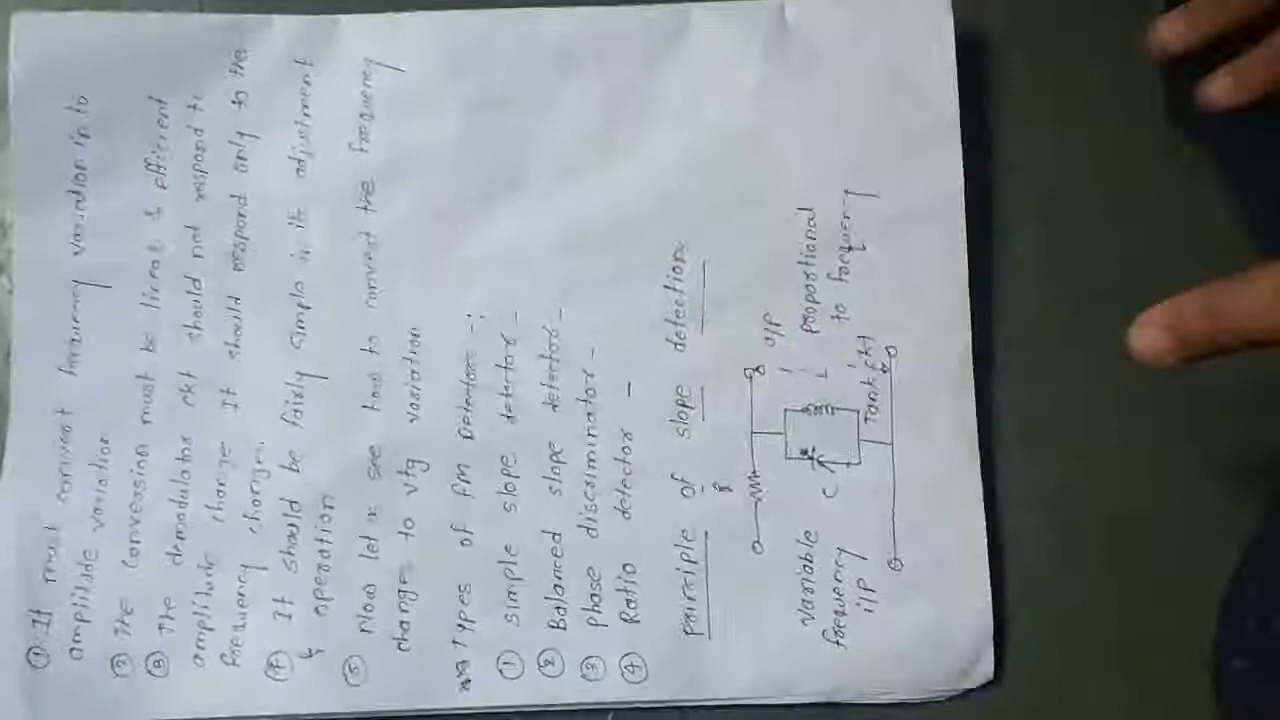 ① It must convert frequency variation in to
amplitude variation
② The conversion must be linear & efficient
③ The demodulator ckt should not respond to
amplitude change It should respond only to the
frequency changes.
④ It should be fairly simple in its adjustment
& operation
⑤ Now let us see how to convert the frequency
change to vtg variation
** Types of FM Detectors -:
① simple slope detector -
② Balanced slope detector -
③ phase discriminator -
④ Ratio detector -
principle of slope detection
R
o/p
Variable
frequency
i/p
C
L
proportional
to frequency
Tank ckt